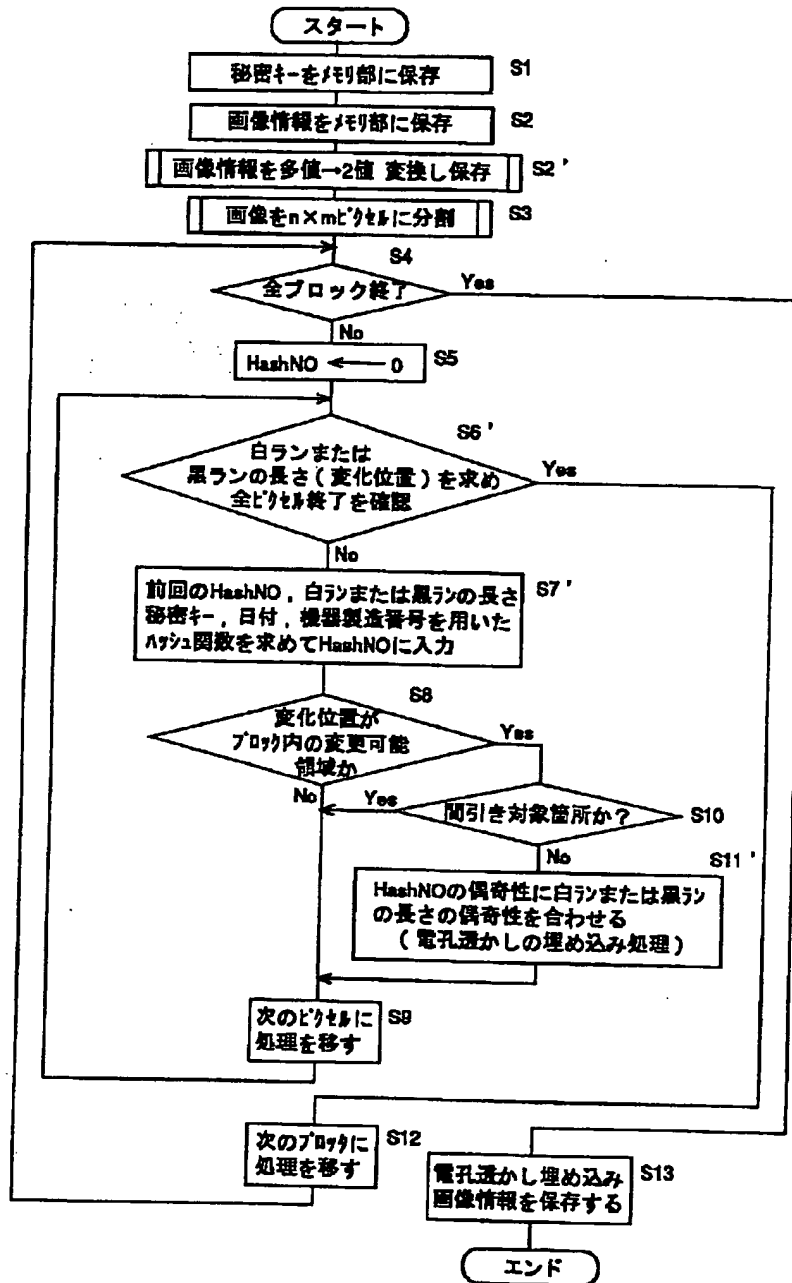 スタート
秘密キーをメモリ部に保存 S1
画像情報をメモリ部に保存 S2
画像情報を多値→2値 変換し保存 S2'
画像をn×mピクセルに分割 S3
S4
全ブロック終了 Yes
No
HashNO ← 0 S5
S6'
白ランまたは
黒ランの長さ(変化位置)を求め Yes
全ピクセル終了を確認
No
前回のHashNO,白ランまたは黒ランの長さ S7'
秘密キー,日付,機器製造番号を用いた
ハッシュ関数を求めてHashNOに入力
S8
変化位置が
ブロック内の変更可能 Yes
領域か
No Yes 間引き対象箇所か? S10
No S11'
HashNOの偶奇性に白ランまたは黒ラン
の長さの偶奇性を合わせる
(電孔透かしの埋め込み処理)
次のピクセルに S9
処理を移す
次のブロックに S12
処理を移す
電孔透かし埋め込み S13
画像情報を保存する
エンド